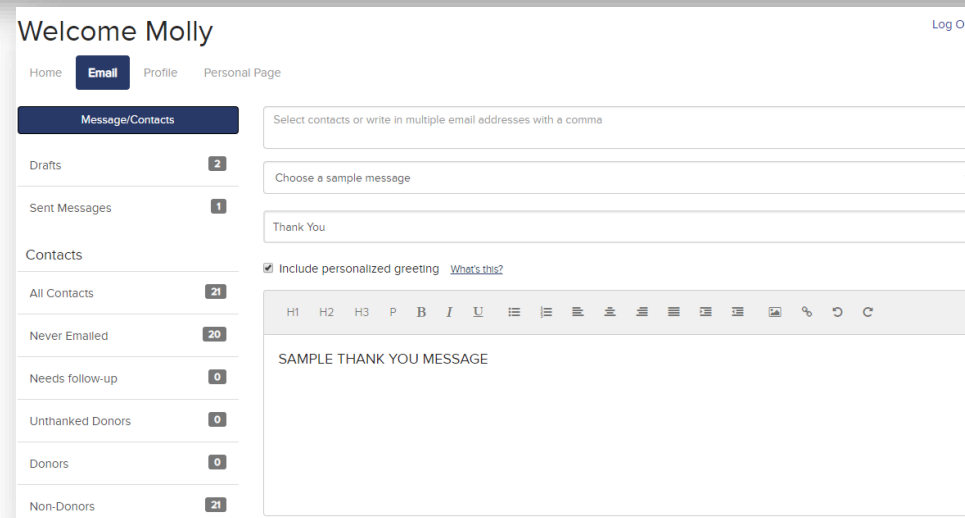 Welcome Molly
Log O
Home Email Profile Personal Page
Message/Contacts
Drafts 2
Sent Messages 1
Contacts
All Contacts 21
Never Emailed 20
Needs follow-up 0
Unthanked Donors 0
Donors 0
Non-Donors 21
Select contacts or write in multiple email addresses with a comma
Choose a sample message
Thank You
Include personalized greeting What's this?
H1 H2 H3 P B I U
SAMPLE THANK YOU MESSAGE